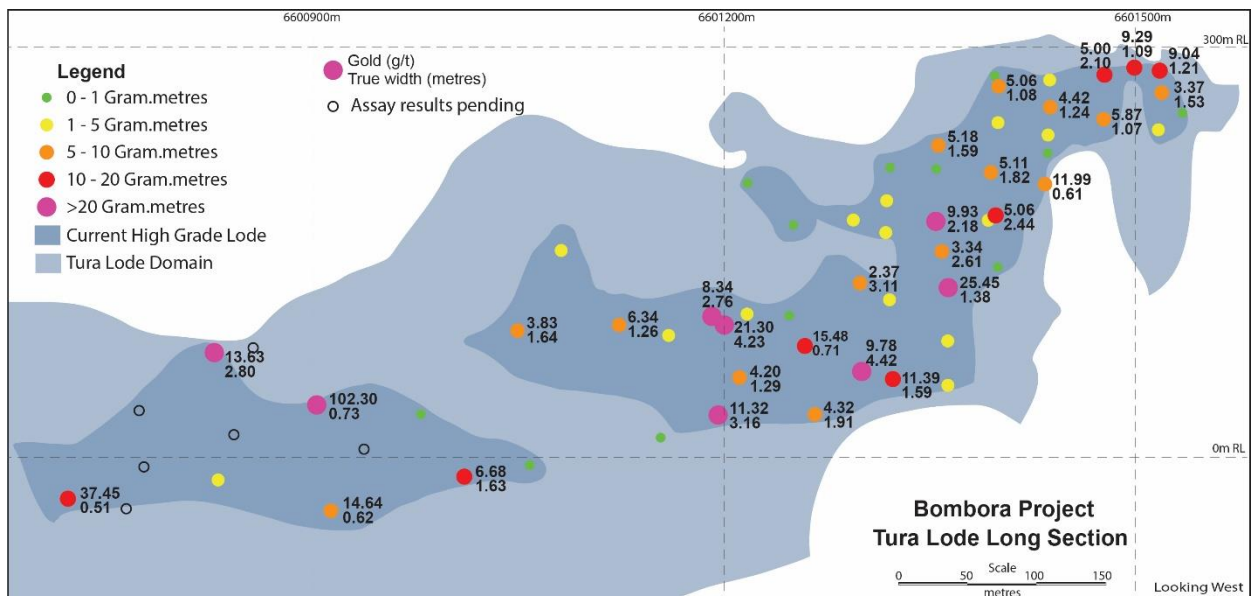 6600900m
6601200m
6601500m
300m RL
Legend
0 - 1 Gram.metres
1 - 5 Gram.metres
5 - 10 Gram.metres
10 - 20 Gram.metres
>20 Gram.metres
Current High Grade Lode
Tura Lode Domain
Gold (g/t)
True width (metres)
Assay results pending
5.00
2.10
9.29
1.09
9.04
1.21
5.06
1.08
4.42
1.24
5.87
1.07
3.37
1.53
5.18
1.59
5.11
1.82
11.99
0.61
9.93
2.18
5.06
2.44
3.34
2.61
2.37
3.11
25.45
1.38
8.34
2.76
21.30
4.23
3.83
1.64
6.34
1.26
15.48
0.71
9.78
4.42
11.39
1.59
4.20
1.29
11.32
3.16
4.32
1.91
13.63
2.80
102.30
0.73
0m RL
6.68
1.63
37.45
0.51
14.64
0.62
Bombora Project
Tura Lode Long Section
Scale
0 50 100 150
metres
Looking West